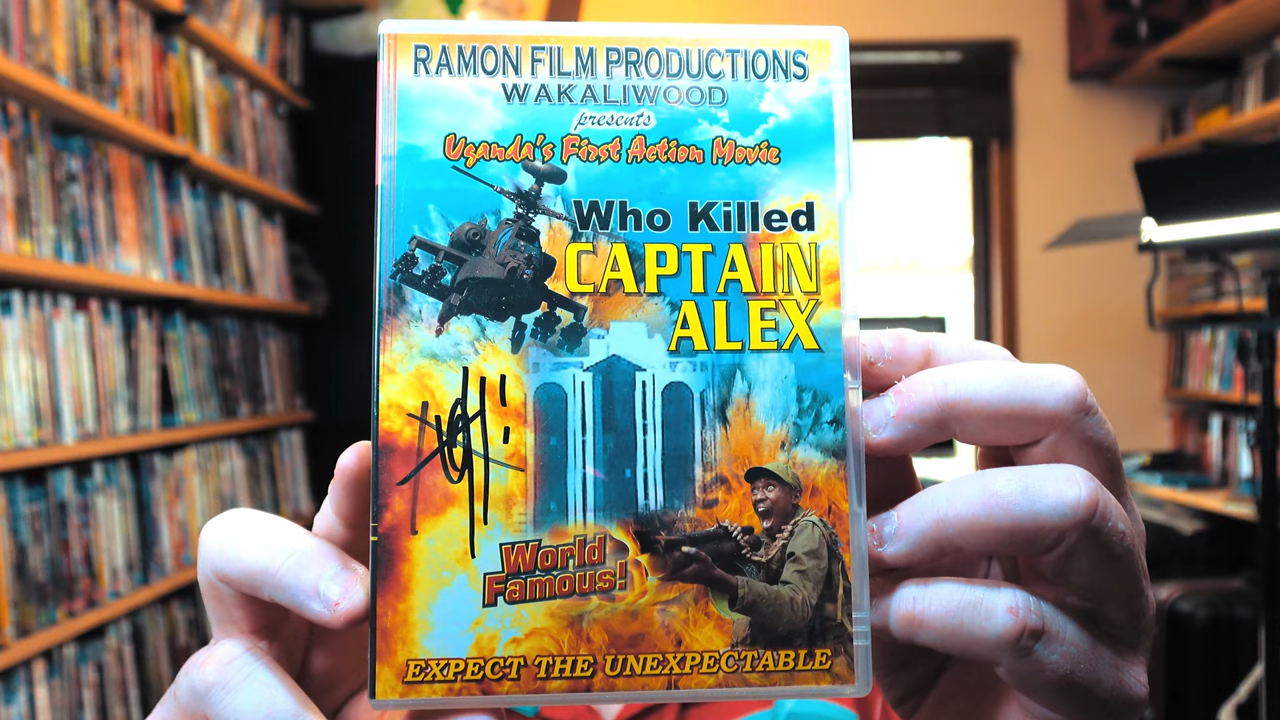 RAMON FILM PRODUCTIONS
WAKALIWOOD
presents
Uganda's First Action Movie
Who Killed
CAPTAIN
ALEX
World
Famous!
EXPECT THE UNEXPECTABLE